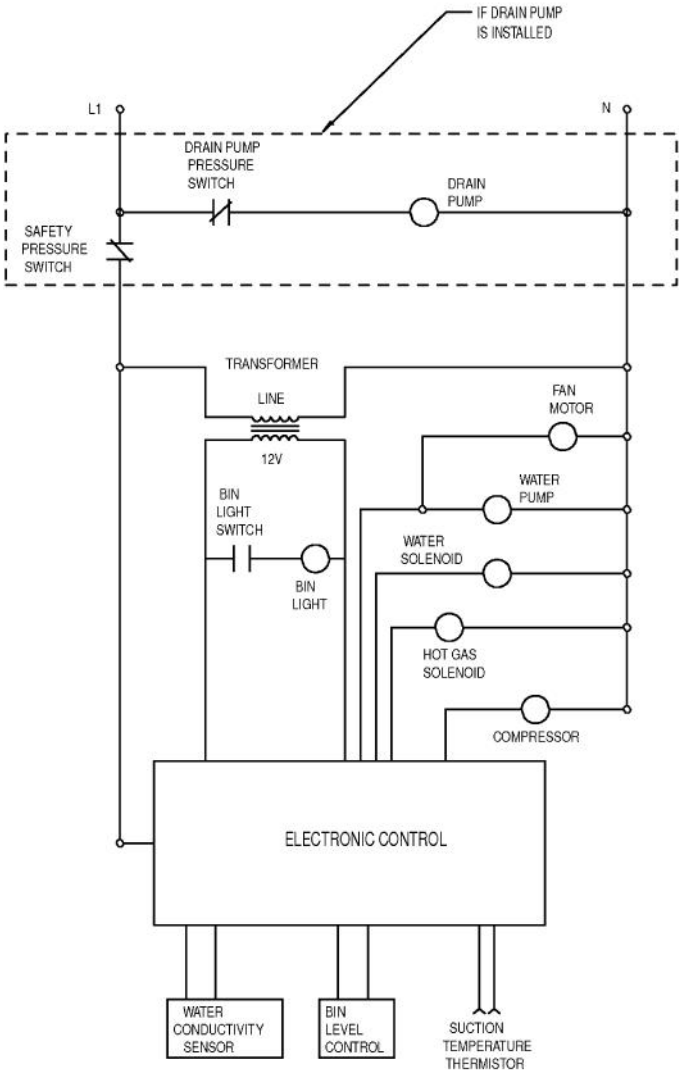 IF DRAIN PUMP
IS INSTALLED
L1
N
DRAIN PUMP
PRESSURE
SWITCH
DRAIN
PUMP
SAFETY
PRESSURE
SWITCH
TRANSFORMER
LINE
12V
FAN
MOTOR
WATER
PUMP
BIN
LIGHT
SWITCH
WATER
SOLENOID
BIN
LIGHT
HOT GAS
SOLENOID
COMPRESSOR
ELECTRONIC CONTROL
WATER
CONDUCTIVITY
SENSOR
BIN
LEVEL
CONTROL
SUCTION
TEMPERATURE
THERMISTOR